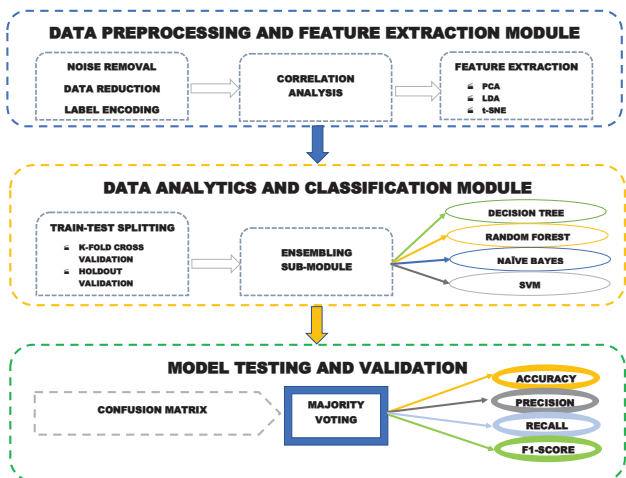 DATA PREPROCESSING AND FEATURE EXTRACTION MODULE
NOISE REMOVAL
DATA REDUCTION
LABEL ENCODING
CORRELATION
ANALYSIS
FEATURE EXTRACTION
PCA
LDA
t-SNE
DATA ANALYTICS AND CLASSIFICATION MODULE
TRAIN-TEST SPLITTING
K-FOLD CROSS
VALIDATION
HOLDOUT
VALIDATION
ENSEMBLING
SUB-MODULE
DECISION TREE
RANDOM FOREST
NAÏVE BAYES
SVM
MODEL TESTING AND VALIDATION
CONFUSION MATRIX
MAJORITY
VOTING
ACCURACY
PRECISION
RECALL
F1-SCORE